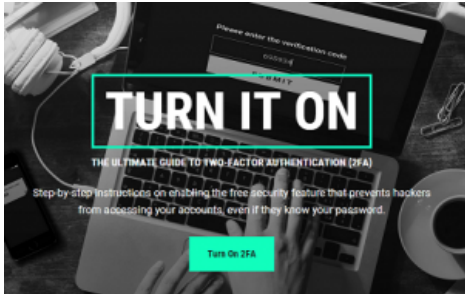 Please enter the verification code
SUBMIT
TURN IT ON
THE ULTIMATE GUIDE TO TWO-FACTOR AUTHENTICATION (2FA)
Step-by-step instructions on enabling the free security feature that prevents hackers
from accessing your accounts, even if they know your password.
Turn On 2FA